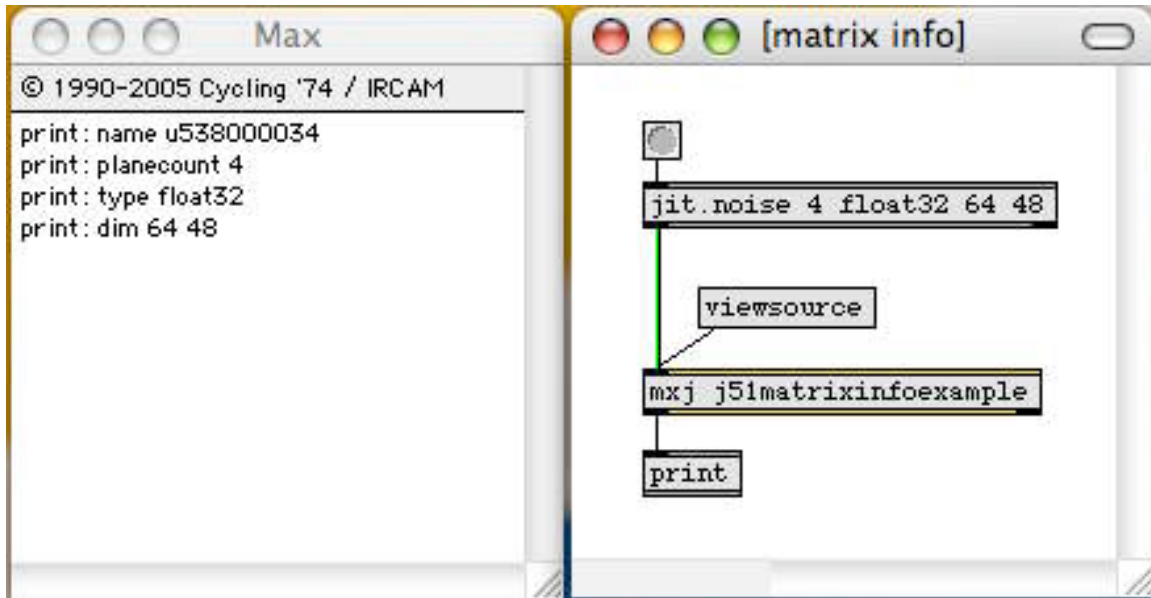 Max
© 1990-2005 Cycling '74 / IRCAM
print: name u538000034
print: planecount 4
print: type float32
print: dim 64 48
[matrix info]
jit.noise 4 float32 64 48
viewsource
mxj j51matrixinfoexample
print